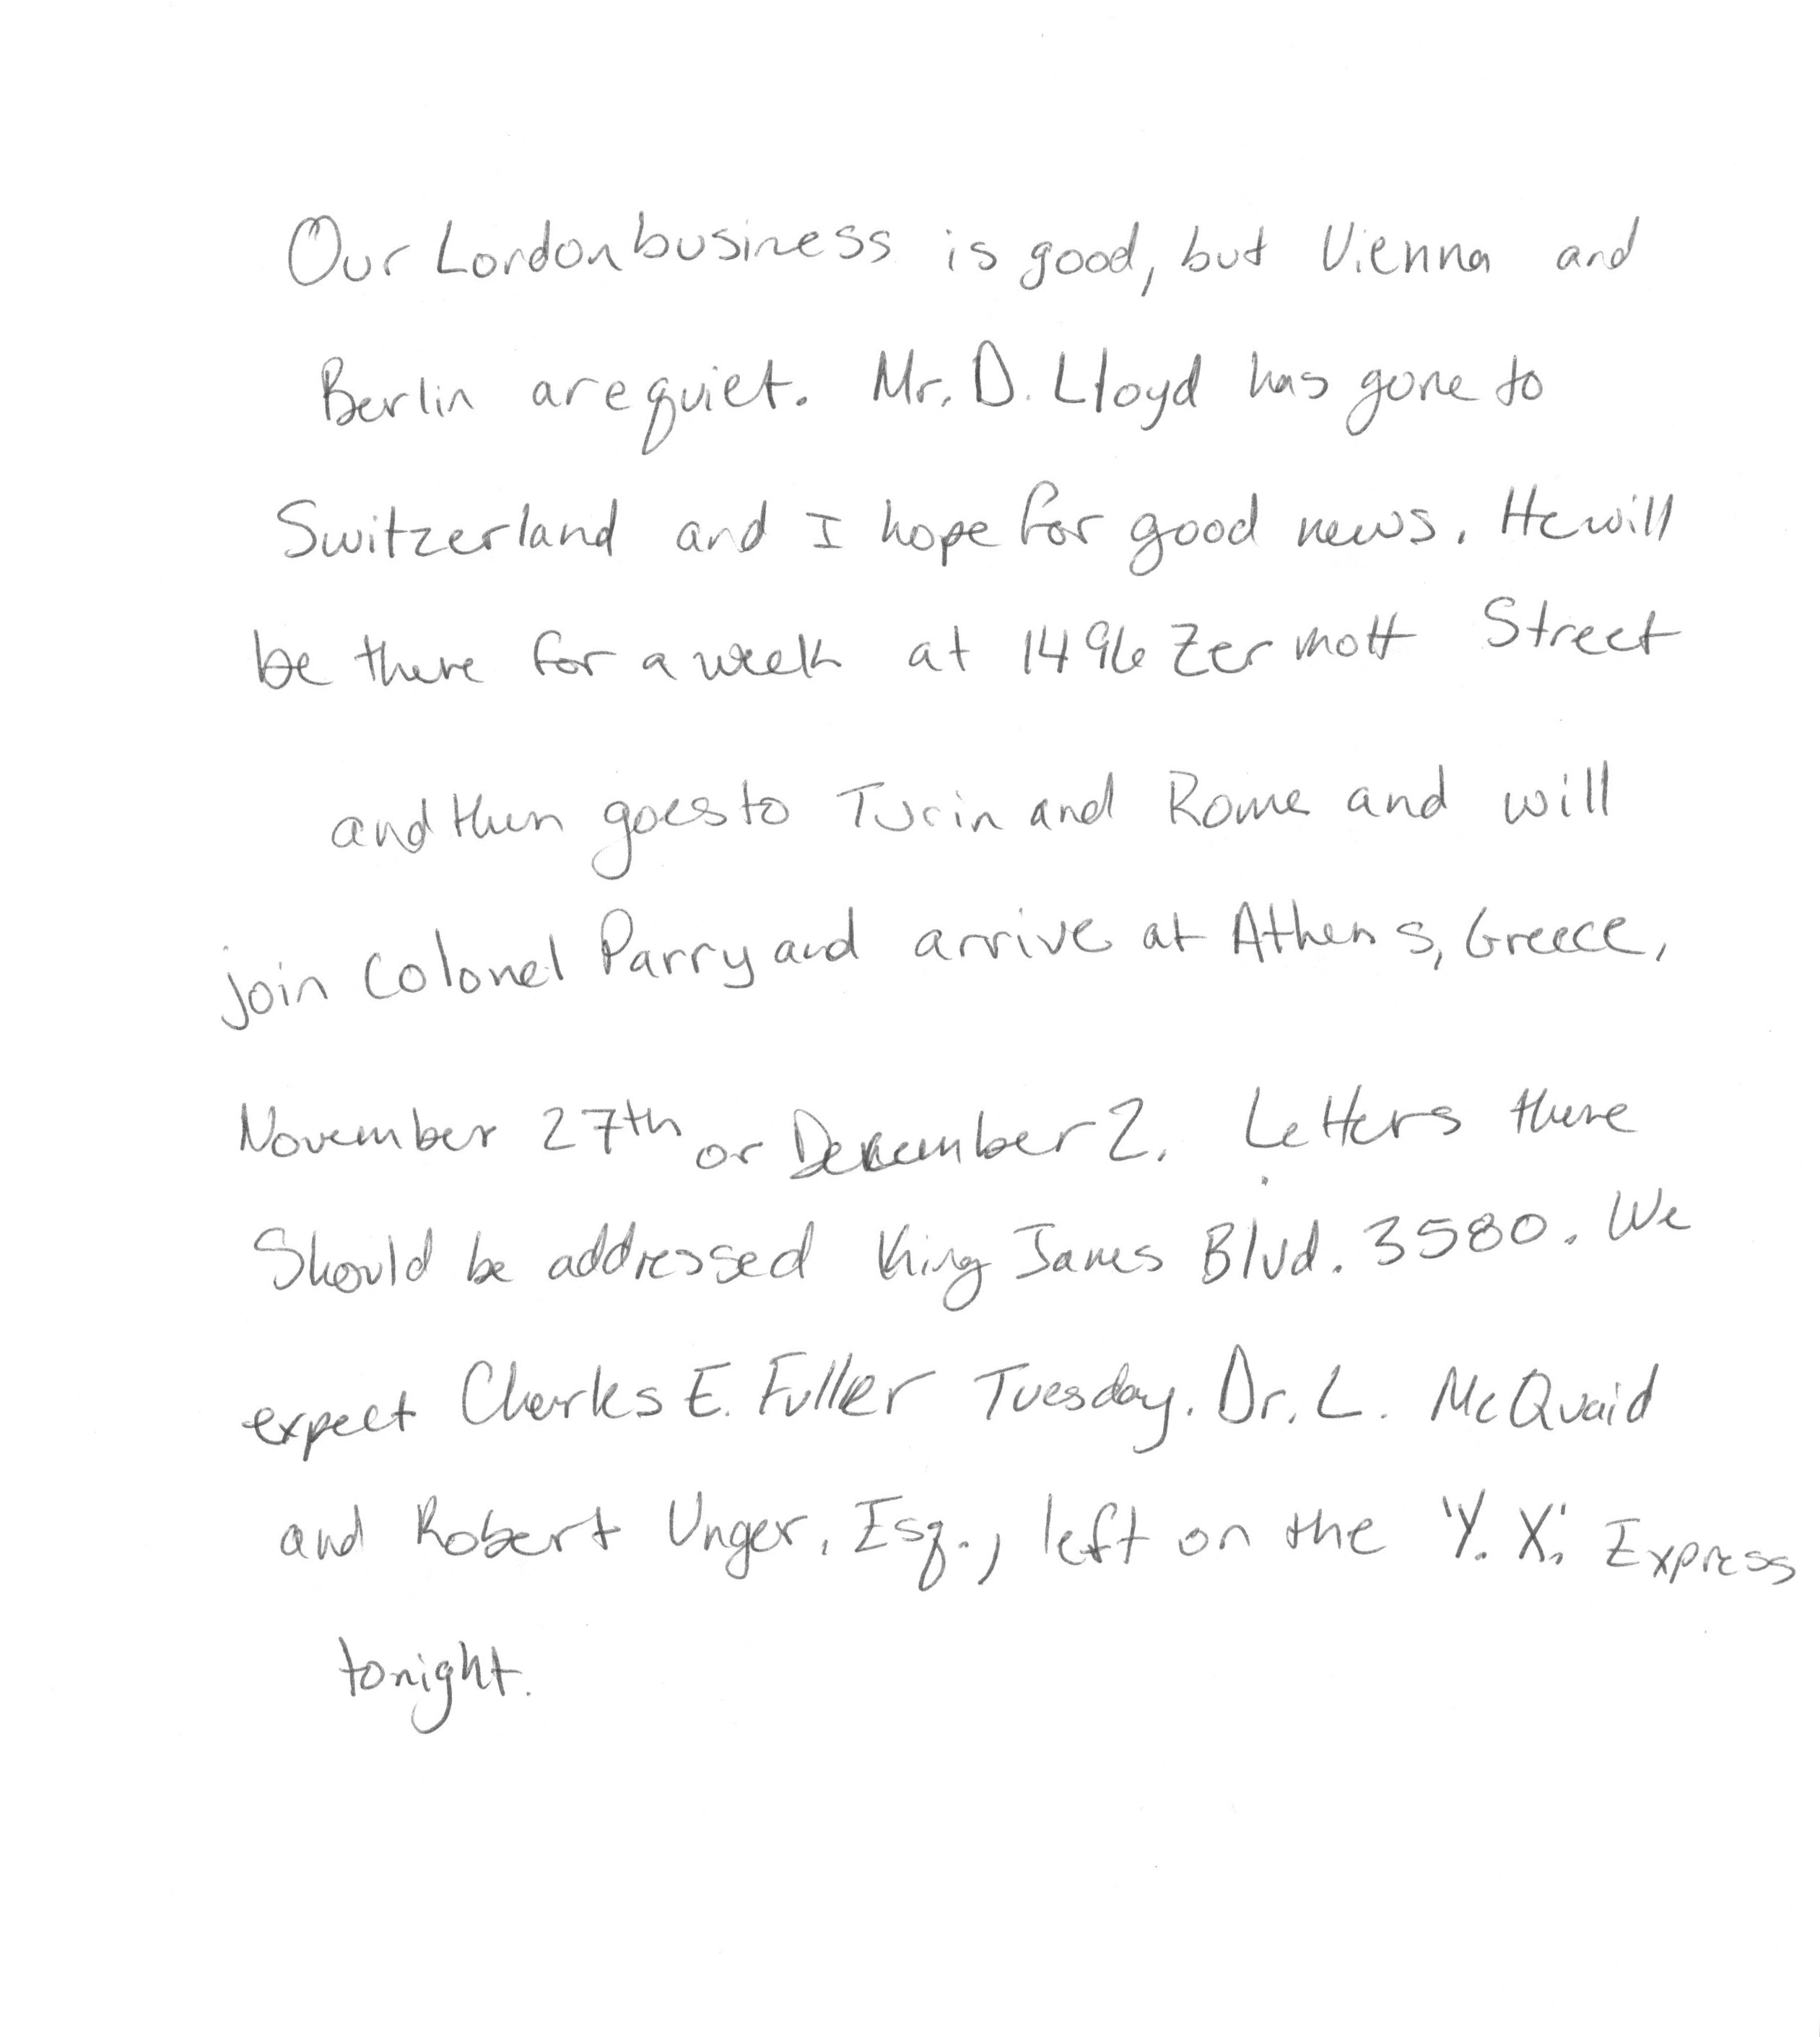 Our London business is good, but Vienna and
Berlin are quiet. Mr. D. Lloyd has gone to
Switzerland and I hope for good news. He will
be there for a week at 1496 Zermott Street
and then goes to Turin and Rome and will
join Colonel Parry and arrive at Athens, Greece,
November 27th or December 2. Letters there
Should be addressed King James Blvd. 3580. We
expect Charles E. Fuller Tuesday. Dr. L. McQuaid
and Robert Unger, Esq., left on the 'Y. X.' Express
tonight.